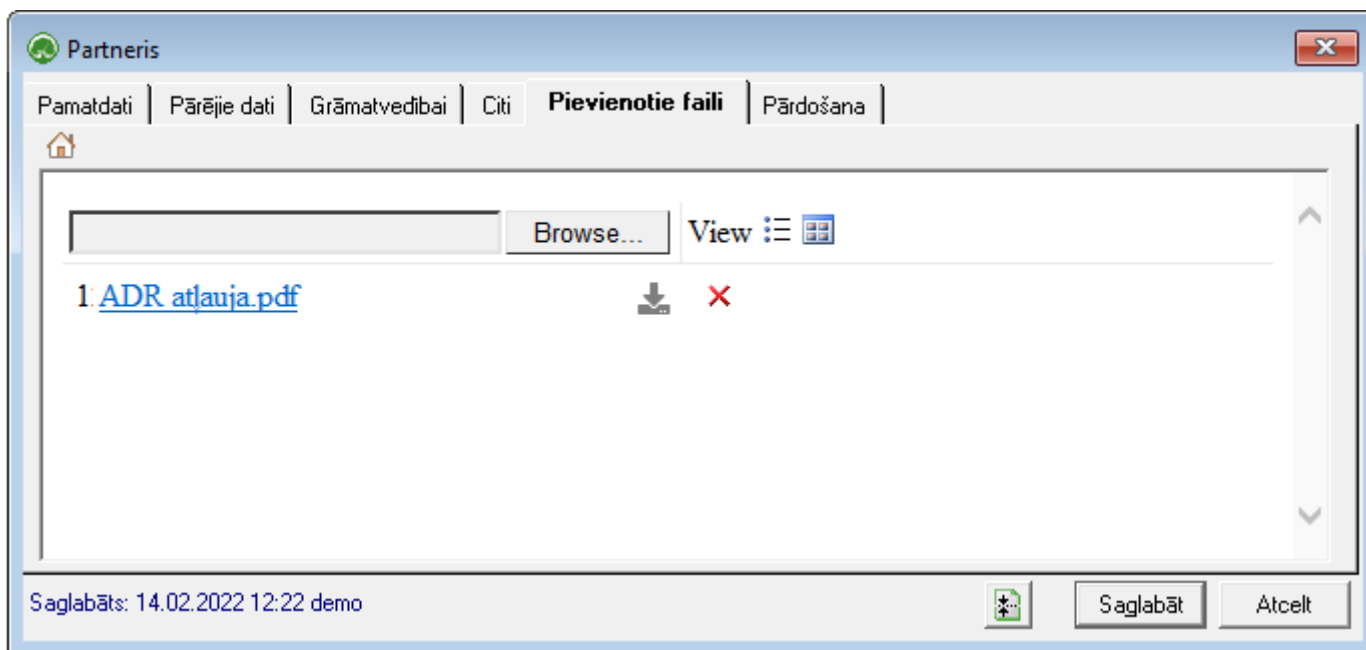 Partneris
Pamatdati Pārējie dati Grāmatvedībai Citi Pievienotie faili Pārdošana
Browse... View
1: ADR atļauja.pdf
Saglabāts: 14.02.2022 12:22 demo Saglabāt Atcelt